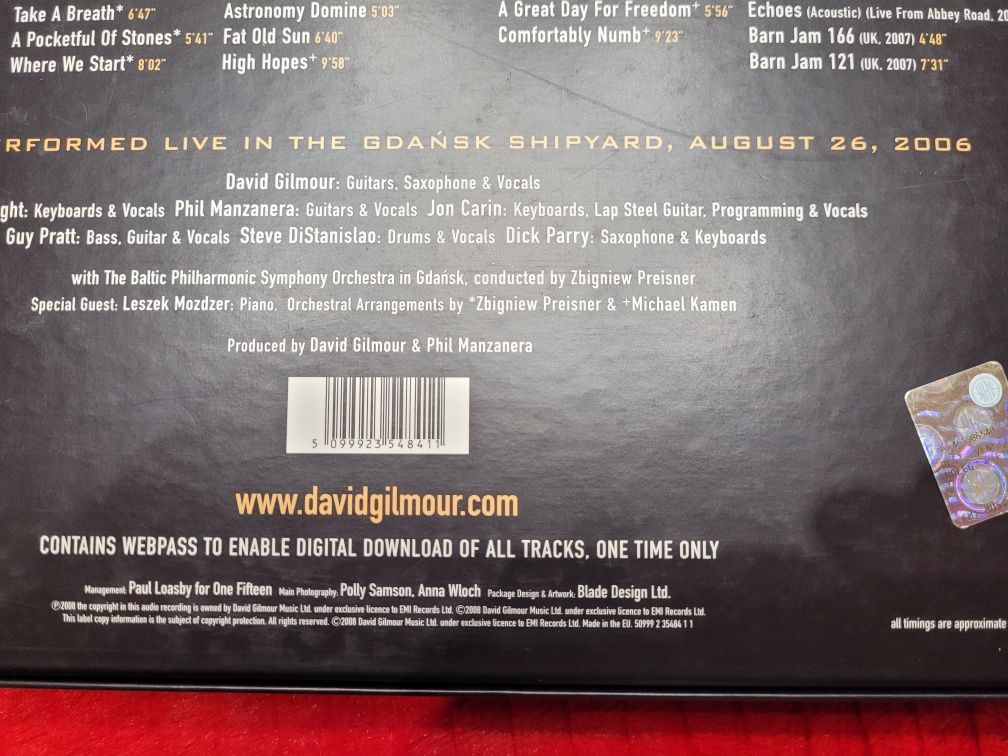 Take A Breath* 6'47" Astronomy Domine 5'03" A Great Day For Freedom+ 5'56" Echoes (Acoustic) (Live From Abbey Road,
A Pocketful Of Stones* 5'41" Fat Old Sun 6'40" Comfortably Numb+ 9'23" Barn Jam 166 (UK, 2007) 4'48"
Where We Start* 8'02" High Hopes+ 9'58" Barn Jam 121 (UK, 2007) 7'31"
RFORMED LIVE IN THE GDAŃSK SHIPYARD, AUGUST 26, 2006
David Gilmour: Guitars, Saxophone & Vocals
ght: Keyboards & Vocals Phil Manzanera: Guitars & Vocals Jon Carin: Keyboards, Lap Steel Guitar, Programming & Vocals
Guy Pratt: Bass, Guitar & Vocals Steve DiStanislao: Drums & Vocals Dick Parry: Saxophone & Keyboards
with The Baltic Philharmonic Symphony Orchestra in Gdańsk, conducted by Zbigniew Preisner
Special Guest: Leszek Mozdzer: Piano. Orchestral Arrangements by *Zbigniew Preisner & +Michael Kamen
Produced by David Gilmour & Phil Manzanera
5 099923 548411
www.davidgilmour.com
CONTAINS WEBPASS TO ENABLE DIGITAL DOWNLOAD OF ALL TRACKS, ONE TIME ONLY
Management: Paul Loasby for One Fifteen Main Photography: Polly Samson, Anna Wloch Package Design & Artwork: Blade Design Ltd.
℗2008 the copyright in this audio recording is owned by David Gilmour Music Ltd. under exclusive licence to EMI Records Ltd. ©2008 David Gilmour Music Ltd. under exclusive licence to EMI Records Ltd.
This label copy information is the subject of copyright protection. All rights reserved. ©2008 David Gilmour Music Ltd. under exclusive licence to EMI Records Ltd. Made in the EU. 50999 2 35484 1 1
all timings are approximate